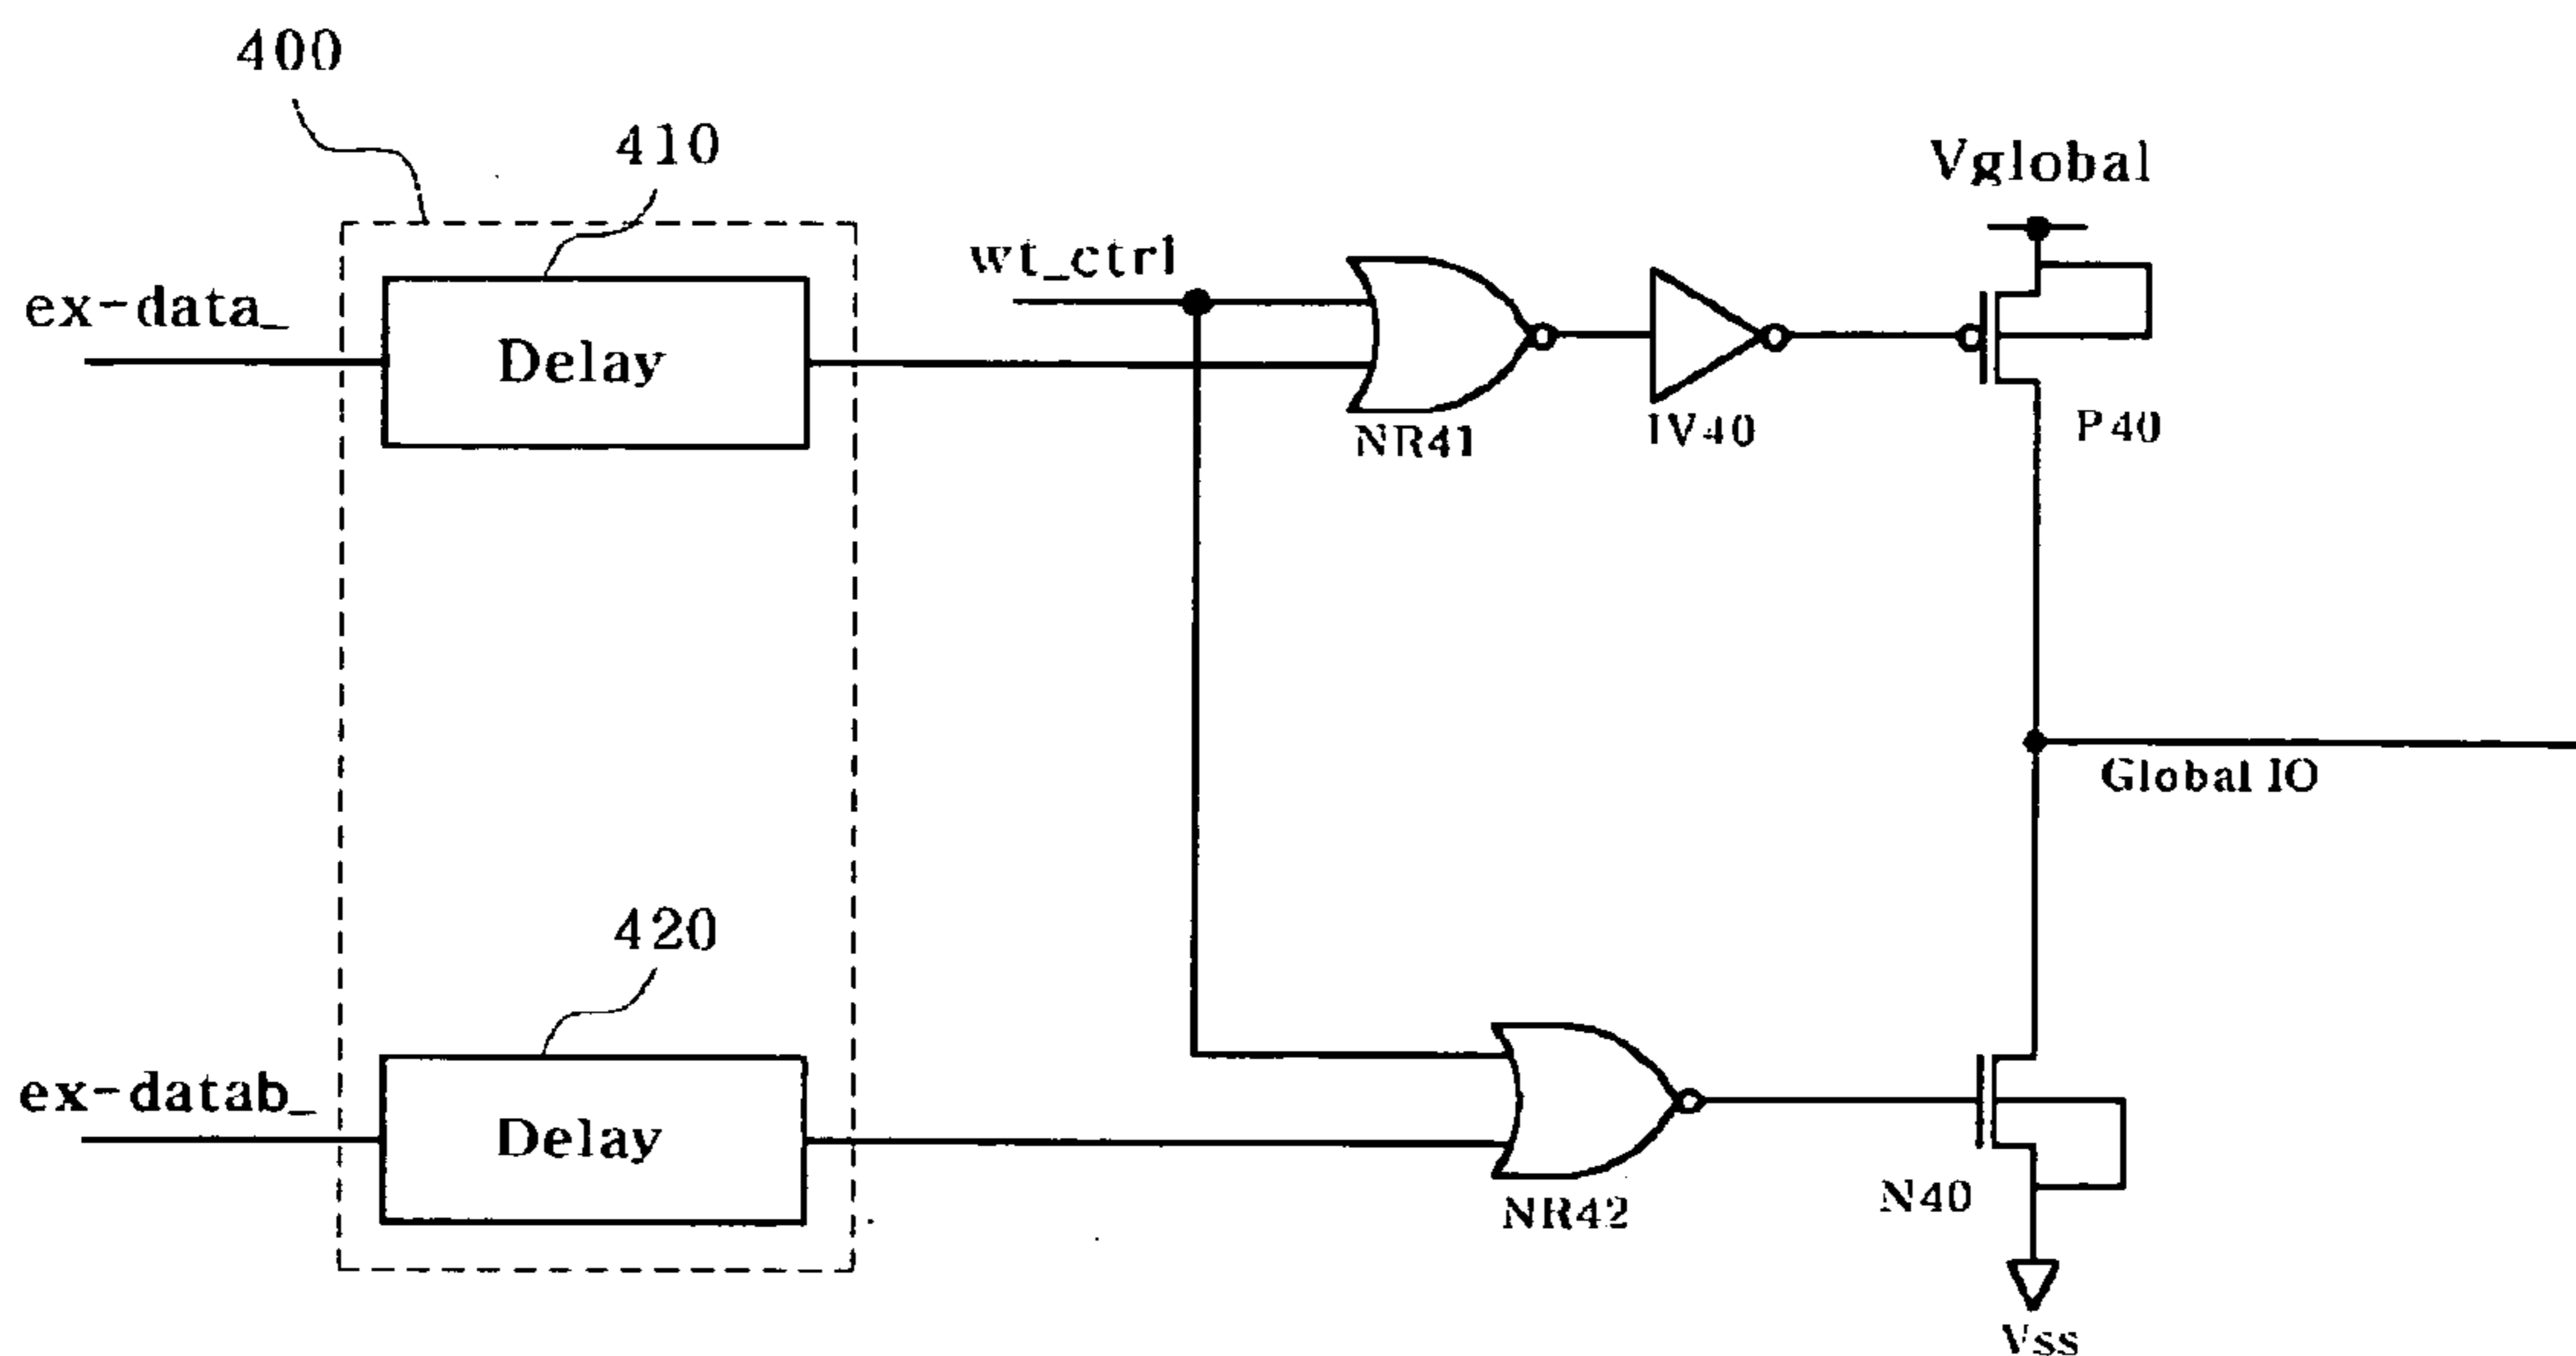 400
410
Vglobal
wt_ctrl
ex-data_
Delay
NR41
IV40
P40
Global IO
420
ex-datab_
Delay
NR42
N40
Vss